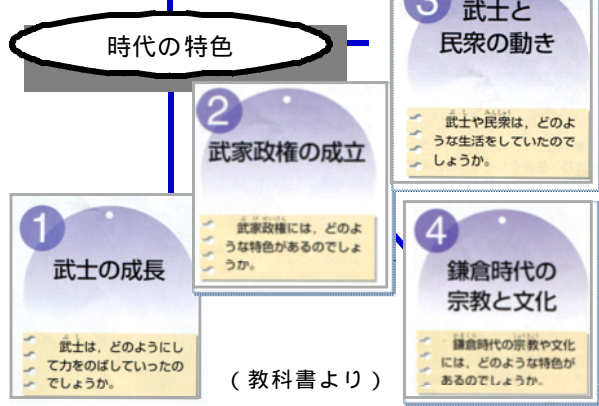 時代の特色
1
武士の成長
武士は，どのようにし
て力をのばしていったの
でしょうか。
2
武家政権の成立
武家政権には，どのよ
うな特色があるのでしょ
うか。
3
武士と
民衆の動き
武士や民衆は，どのよ
うな生活をしていたので
しょうか。
4
鎌倉時代の
宗教と文化
鎌倉時代の宗教や文化
には，どのような特色が
あるのでしょうか。
(教科書より)